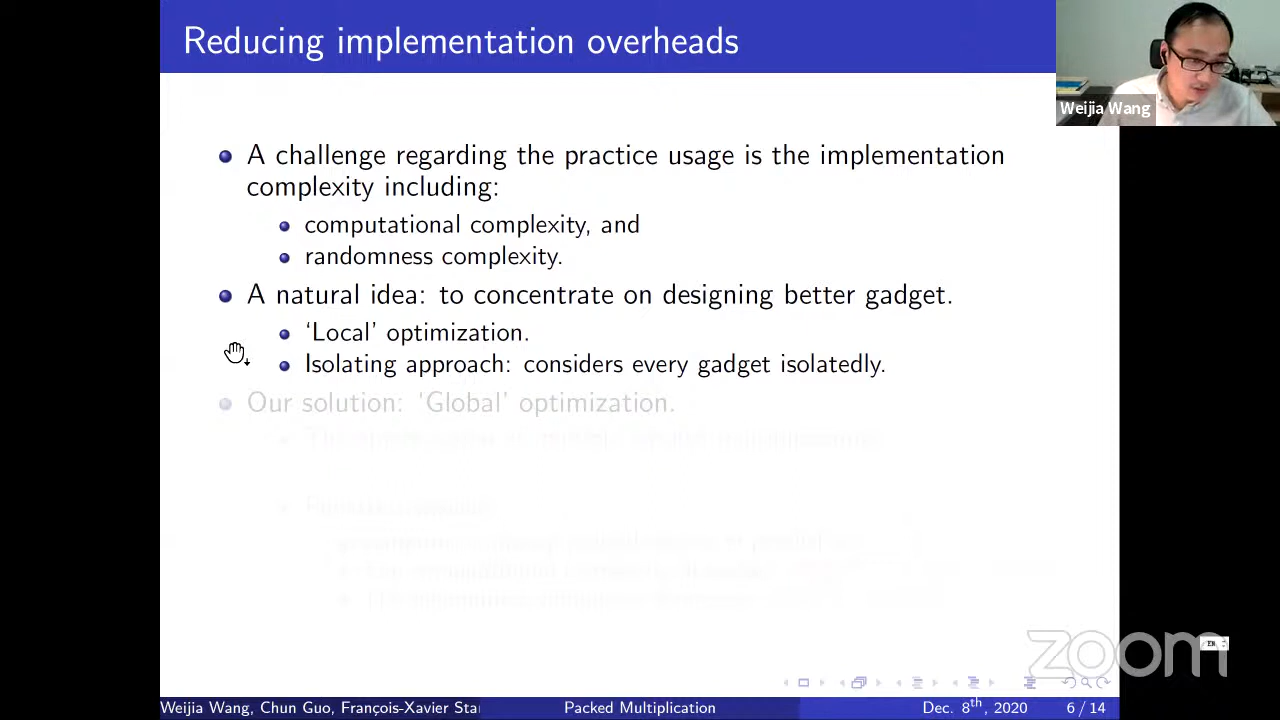 Reducing implementation overheads
Weijia Wang
A challenge regarding the practice usage is the implementation
complexity including:
computational complexity, and
randomness complexity.
A natural idea: to concentrate on designing better gadget.
‘Local’ optimization.
Isolating approach: considers every gadget isolatedly.
Our solution: ‘Global’ optimization.
zoom
Weijia Wang, Chun Guo, François-Xavier
Packed Multiplication
Dec. 8th, 2020
6 / 14